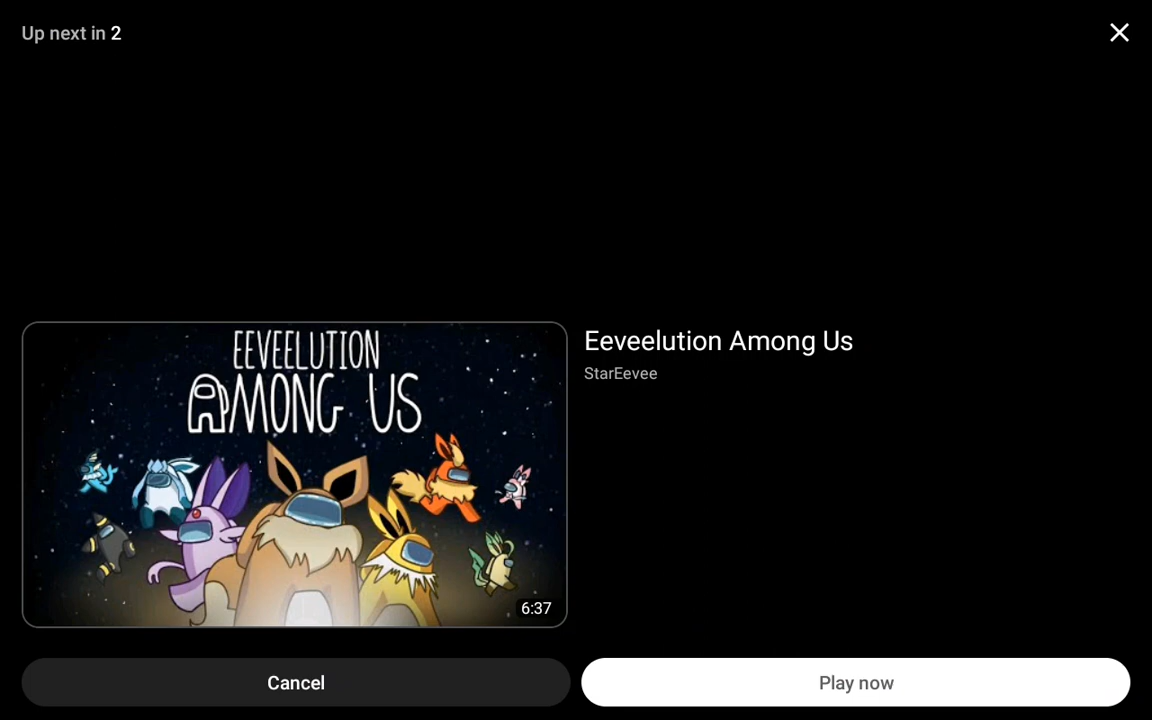 Up next in 2
EEVEELUTION
AMONG US
6:37
Eeveelution Among Us
StarEevee
Cancel
Play now